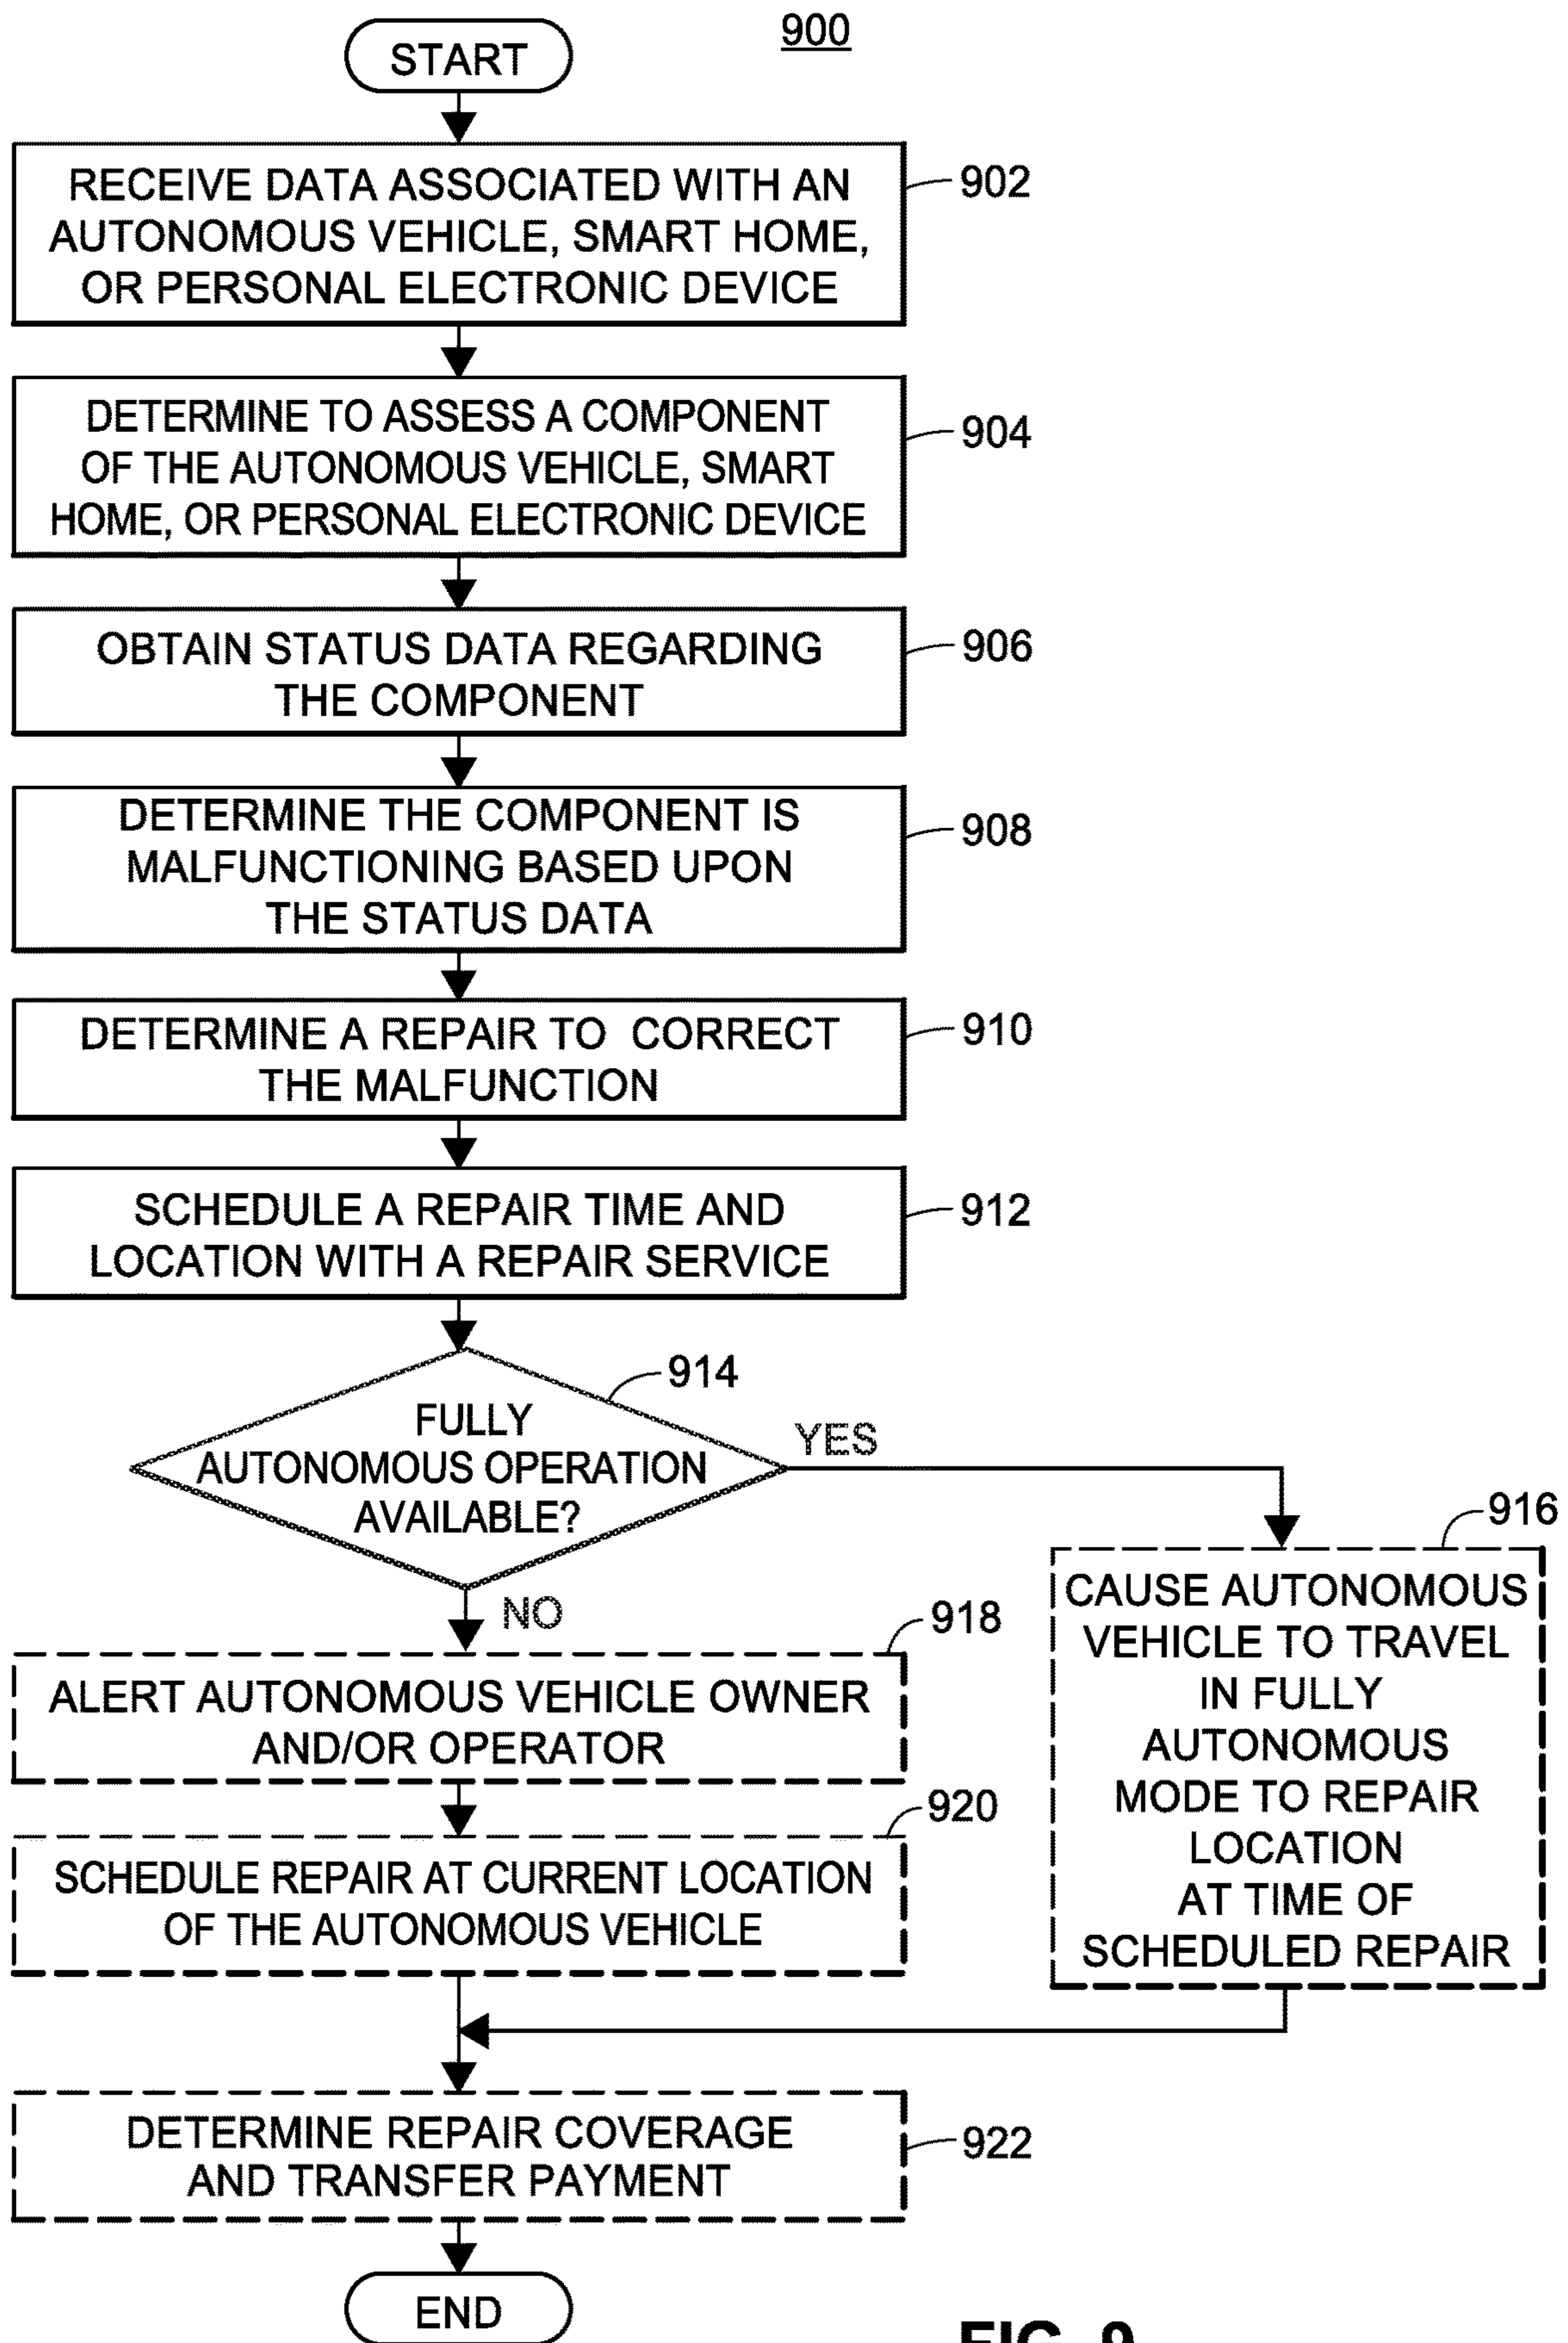 900
START
RECEIVE DATA ASSOCIATED WITH AN
AUTONOMOUS VEHICLE, SMART HOME,
OR PERSONAL ELECTRONIC DEVICE
902
DETERMINE TO ASSESS A COMPONENT
OF THE AUTONOMOUS VEHICLE, SMART
HOME, OR PERSONAL ELECTRONIC DEVICE
904
OBTAIN STATUS DATA REGARDING
THE COMPONENT
906
DETERMINE THE COMPONENT IS
MALFUNCTIONING BASED UPON
THE STATUS DATA
908
DETERMINE A REPAIR TO CORRECT
THE MALFUNCTION
910
SCHEDULE A REPAIR TIME AND
LOCATION WITH A REPAIR SERVICE
912
914
FULLY
AUTONOMOUS OPERATION
AVAILABLE?
YES
916
CAUSE AUTONOMOUS
VEHICLE TO TRAVEL
IN FULLY
AUTONOMOUS
MODE TO REPAIR
LOCATION
AT TIME OF
SCHEDULED REPAIR
NO
918
ALERT AUTONOMOUS VEHICLE OWNER
AND/OR OPERATOR
920
SCHEDULE REPAIR AT CURRENT LOCATION
OF THE AUTONOMOUS VEHICLE
DETERMINE REPAIR COVERAGE
AND TRANSFER PAYMENT
922
END
FIG. 9